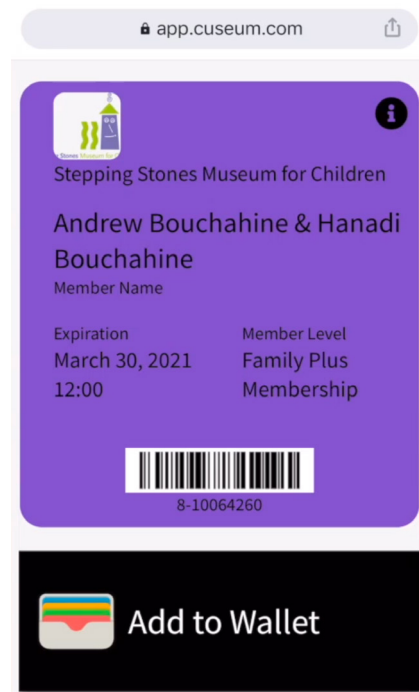 app.cuseum.com
Stepping Stones Museum for Children
Andrew Bouchahine & Hanadi
Bouchahine
Member Name
Expiration
Member Level
March 30, 2021
Family Plus
12:00
Membership
8-10064260
Add to Wallet